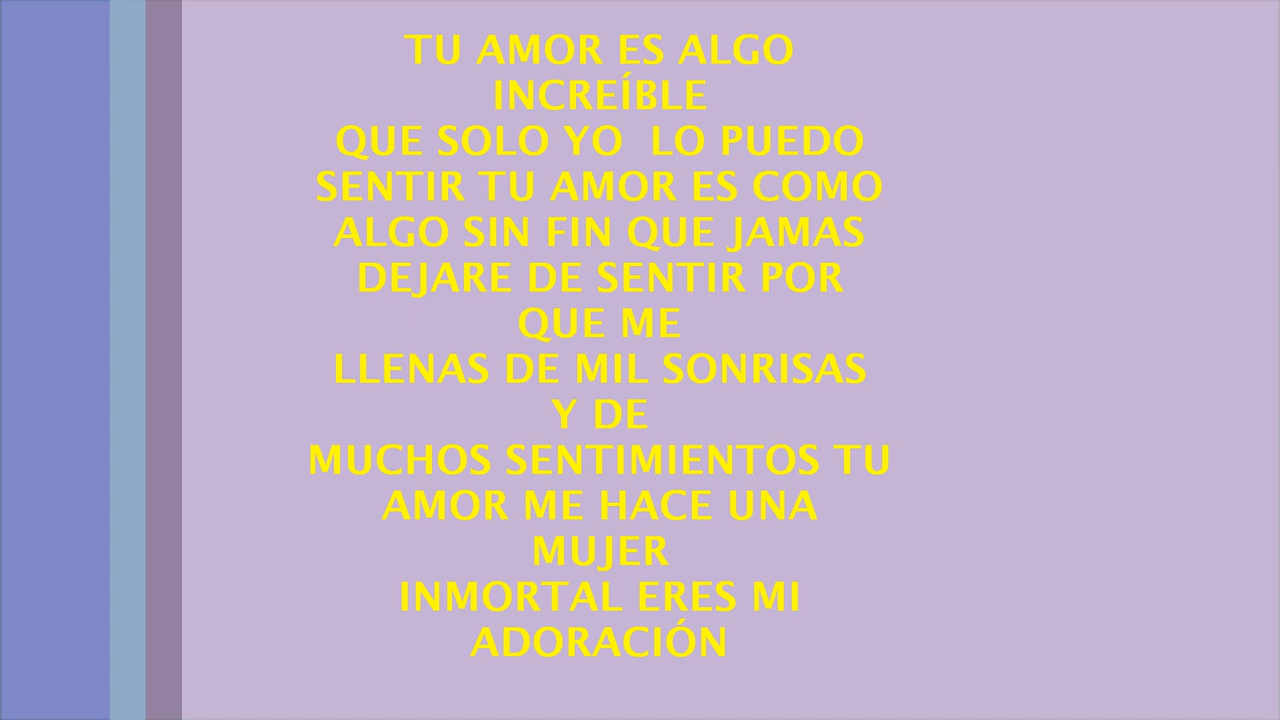 TU AMOR ES ALGO
INCREÍBLE
QUE SOLO YO  LO PUEDO
SENTIR TU AMOR ES COMO
ALGO SIN FIN QUE JAMAS
DEJARE DE SENTIR POR
QUE ME
LLENAS DE MIL SONRISAS
Y DE
MUCHOS SENTIMIENTOS TU
AMOR ME HACE UNA
MUJER
INMORTAL ERES MI
ADORACIÓN